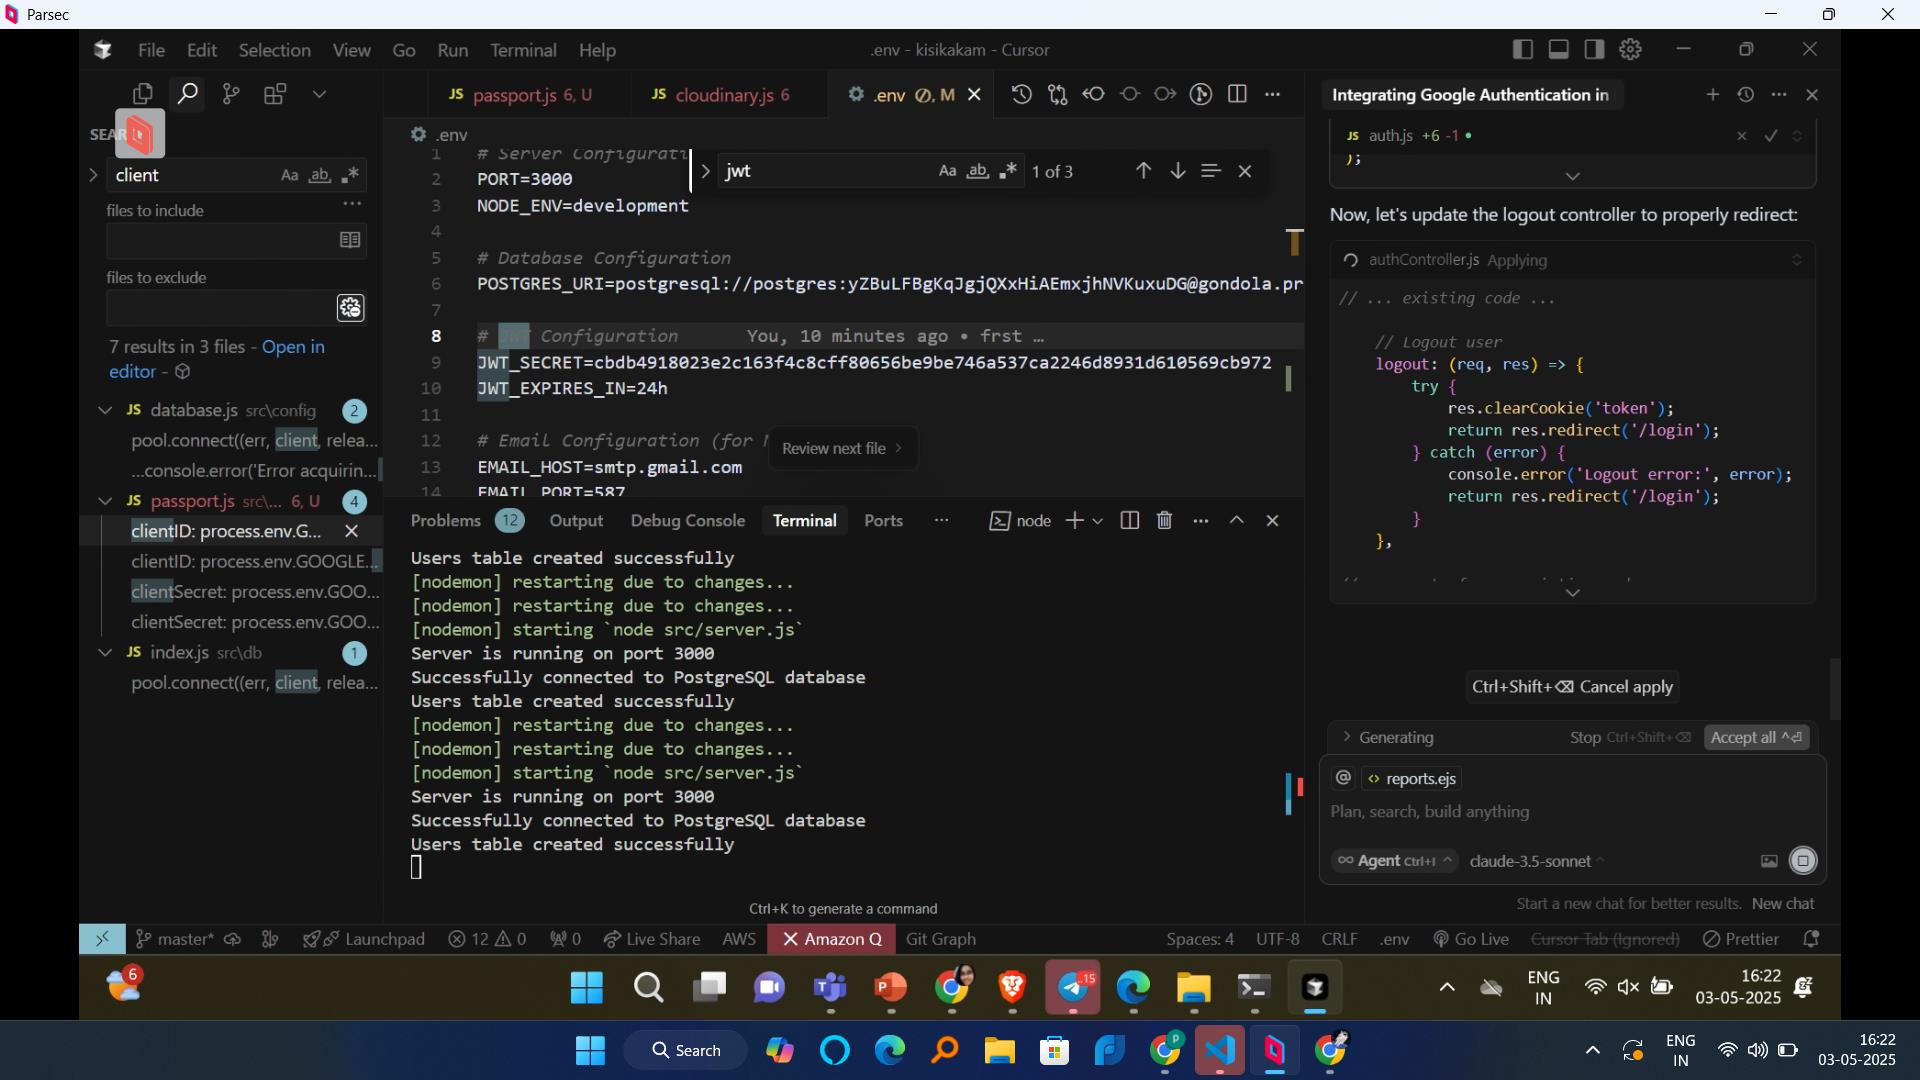 Parsec
File Edit Selection View Go Run Terminal Help
.env - kisikakam - Cursor
JS passport.js 6, U
JS cloudinary.js 6
.env M
Integrating Google Authentication in
client
Aa ab
files to include
files to exclude
7 results in 3 files - Open in
editor -
JS database.js src\config 2
pool.connect((err, client, relea...
...console.error('Error acquirin...
JS passport.js src\... 6, U 4
clientID: process.env.G...
clientID: process.env.GOOGLE...
clientSecret: process.env.GOO...
clientSecret: process.env.GOO...
JS index.js src\db 1
pool.connect((err, client, relea...
.env
jwt Aa ab 1 of 3
1 # Server Configurati
2 PORT=3000
3 NODE_ENV=development
4
5 # Database Configuration
6 POSTGRES_URI=postgresql://postgres:yZBuLFBgKqJgjQXxHiAEmxjhNVKuxuDG@gondola.pr
7
8 # JWT Configuration You, 10 minutes ago • frst ...
9 JWT_SECRET=cbdb4918023e2c163f4c8cff80656be9be746a537ca2246d8931d610569cb972
10 JWT_EXPIRES_IN=24h
11
12 # Email Configuration (for
13 EMAIL_HOST=smtp.gmail.com
14 EMAIL_PORT=587
Review next file
Problems 12 Output Debug Console Terminal Ports ... node
Users table created successfully
[nodemon] restarting due to changes...
[nodemon] restarting due to changes...
[nodemon] starting `node src/server.js`
Server is running on port 3000
Successfully connected to PostgreSQL database
Users table created successfully
[nodemon] restarting due to changes...
[nodemon] restarting due to changes...
[nodemon] starting `node src/server.js`
Server is running on port 3000
Successfully connected to PostgreSQL database
Users table created successfully
Ctrl+K to generate a command
JS auth.js +6 -1 •
);
Now, let's update the logout controller to properly redirect:
authController.js Applying
// ... existing code ...
// Logout user
logout: (req, res) => {
try {
res.clearCookie('token');
return res.redirect('/login');
} catch (error) {
console.error('Logout error:', error);
return res.redirect('/login');
}
},
Ctrl+Shift+⌫ Cancel apply
Generating Stop Ctrl+Shift+⌫ Accept all ^⏎
@ <> reports.ejs
Plan, search, build anything
∞ Agent Ctrl+I claude-3.5-sonnet
Start a new chat for better results. New chat
master* Launchpad 12 0 0 Live Share AWS Amazon Q Git Graph
Spaces: 4 UTF-8 CRLF .env Go Live Cursor Tab (Ignored) Prettier
6
15
ENG
IN
16:22
03-05-2025
Search
ENG
IN
16:22
03-05-2025